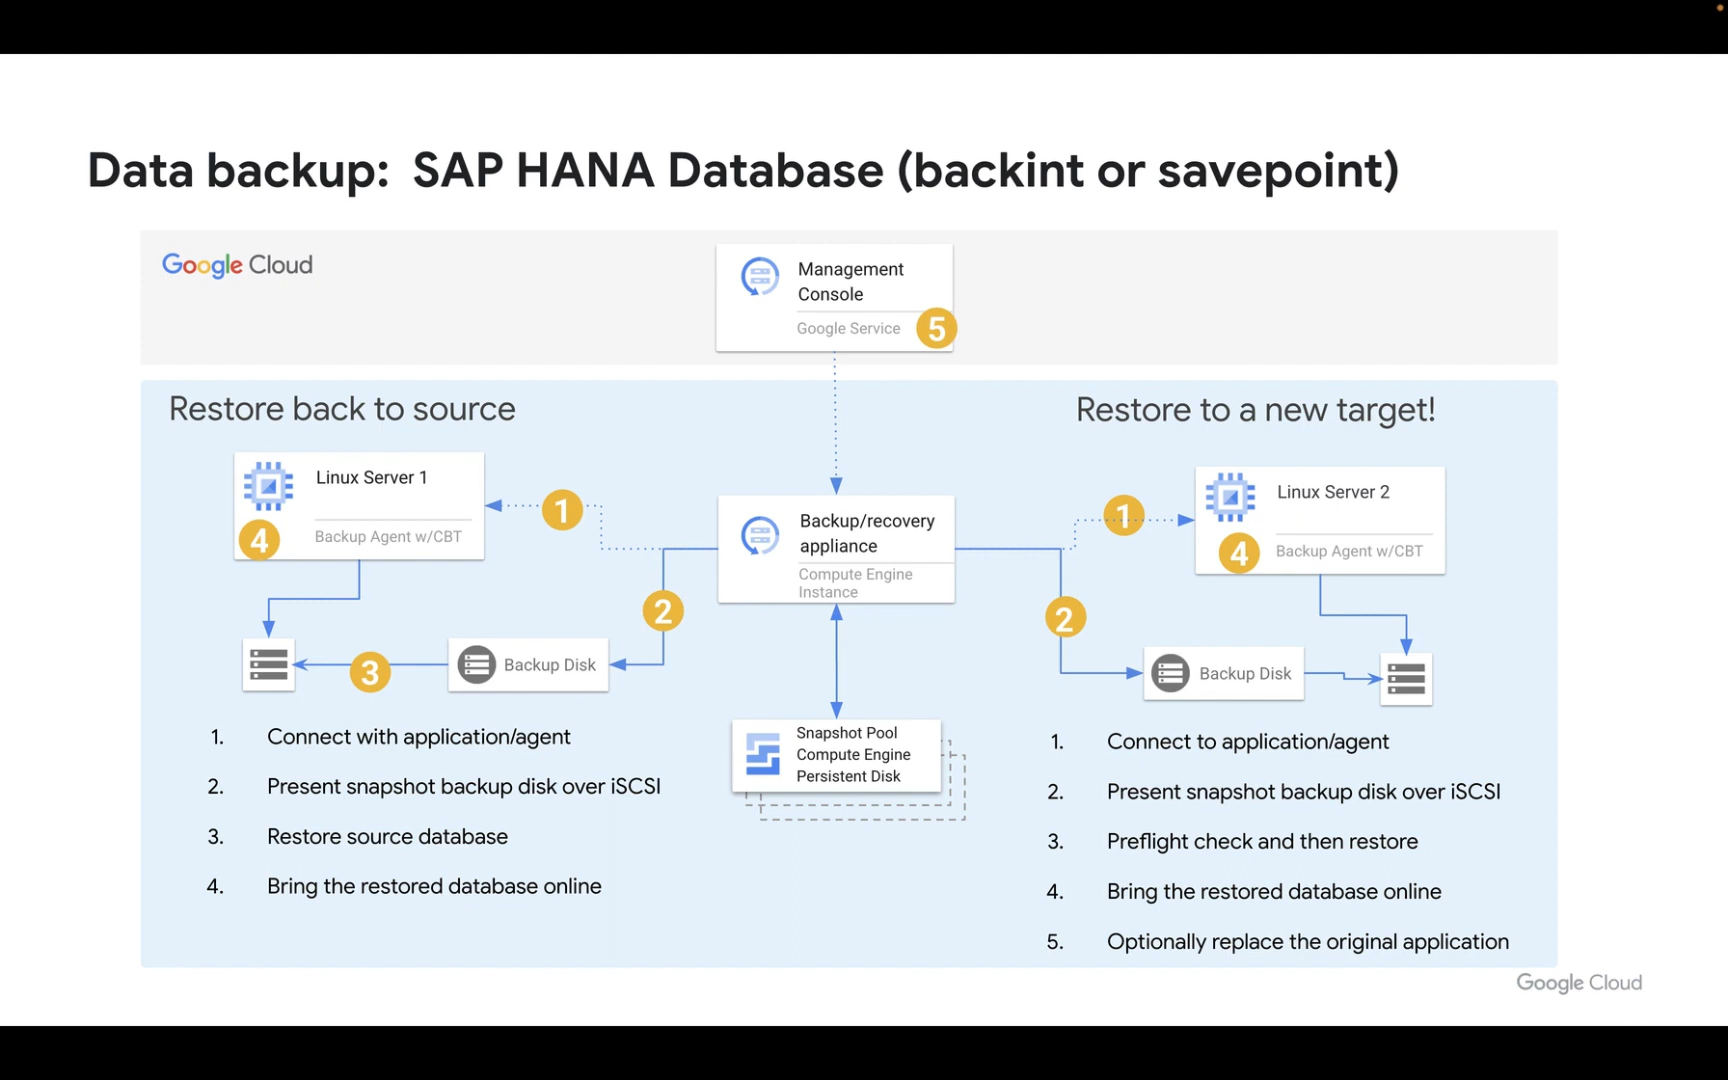 Data backup:  SAP HANA Database (backint or savepoint)
Google Cloud
Management
Console
Google Service
5
Restore back to source
Restore to a new target!
Linux Server 1
Backup Agent w/CBT
4
1
Backup/recovery
appliance
Compute Engine
Instance
1
Linux Server 2
Backup Agent w/CBT
4
2
2
3
Backup Disk
Backup Disk
Snapshot Pool
Compute Engine
Persistent Disk
1. Connect with application/agent
2. Present snapshot backup disk over iSCSI
3. Restore source database
4. Bring the restored database online
1. Connect to application/agent
2. Present snapshot backup disk over iSCSI
3. Preflight check and then restore
4. Bring the restored database online
5. Optionally replace the original application
Google Cloud